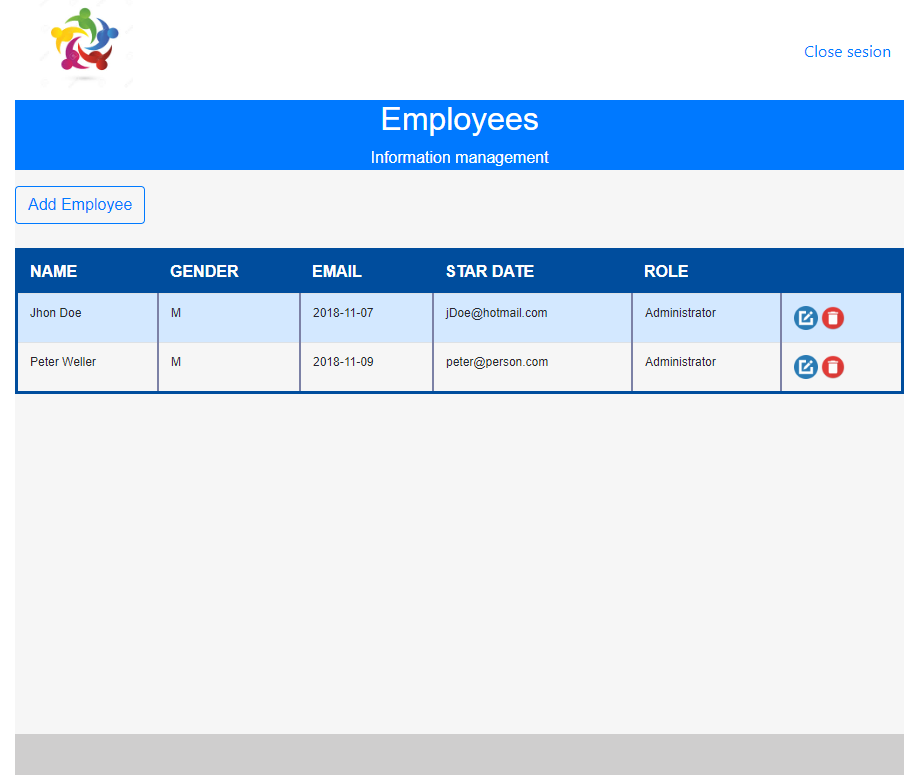 Close sesion
Employees
Information management
Add Employee
NAME GENDER EMAIL STAR DATE ROLE
Jhon Doe M 2018-11-07 jDoe@hotmail.com Administrator
Peter Weller M 2018-11-09 peter@person.com Administrator